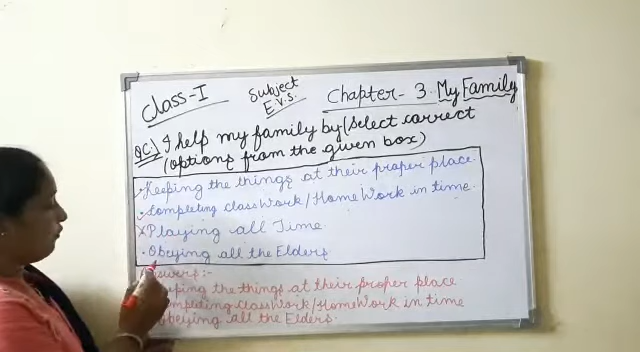 Class-I Subject E.V.S. Chapter-3. My Family
QC:) I help my family by (Select correct
(options from the given box)
Keeping the things at their proper place.
Completing classwork/HomeWork in time.
x Playing all Time.
Obeying all the Elders
Answers:-
Keeping the things at their proper place.
Completing classwork/HomeWork in time
Obeying all the Elders.